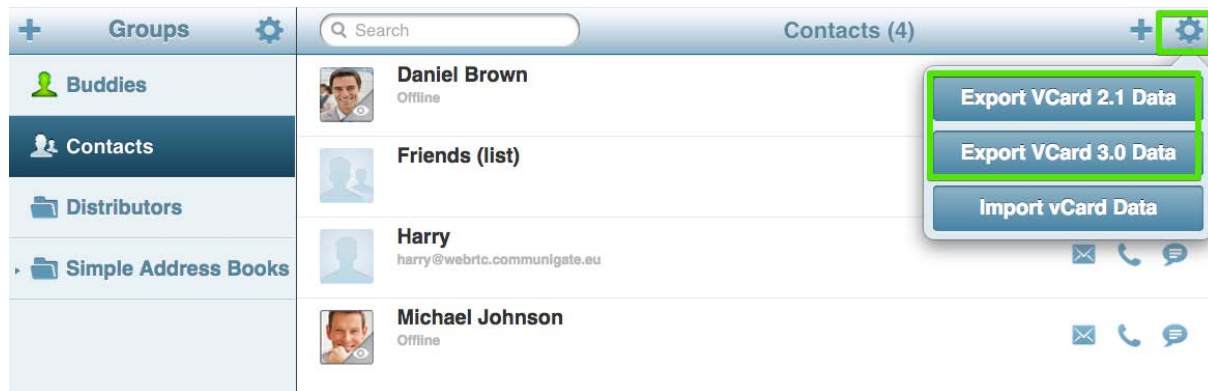 Groups
Search
Contacts (4)
Buddies
Contacts
Distributors
Simple Address Books
Daniel Brown
Offline
Friends (list)
Harry
harry@webrtc.communigate.eu
Michael Johnson
Offline
Export VCard 2.1 Data
Export VCard 3.0 Data
Import vCard Data